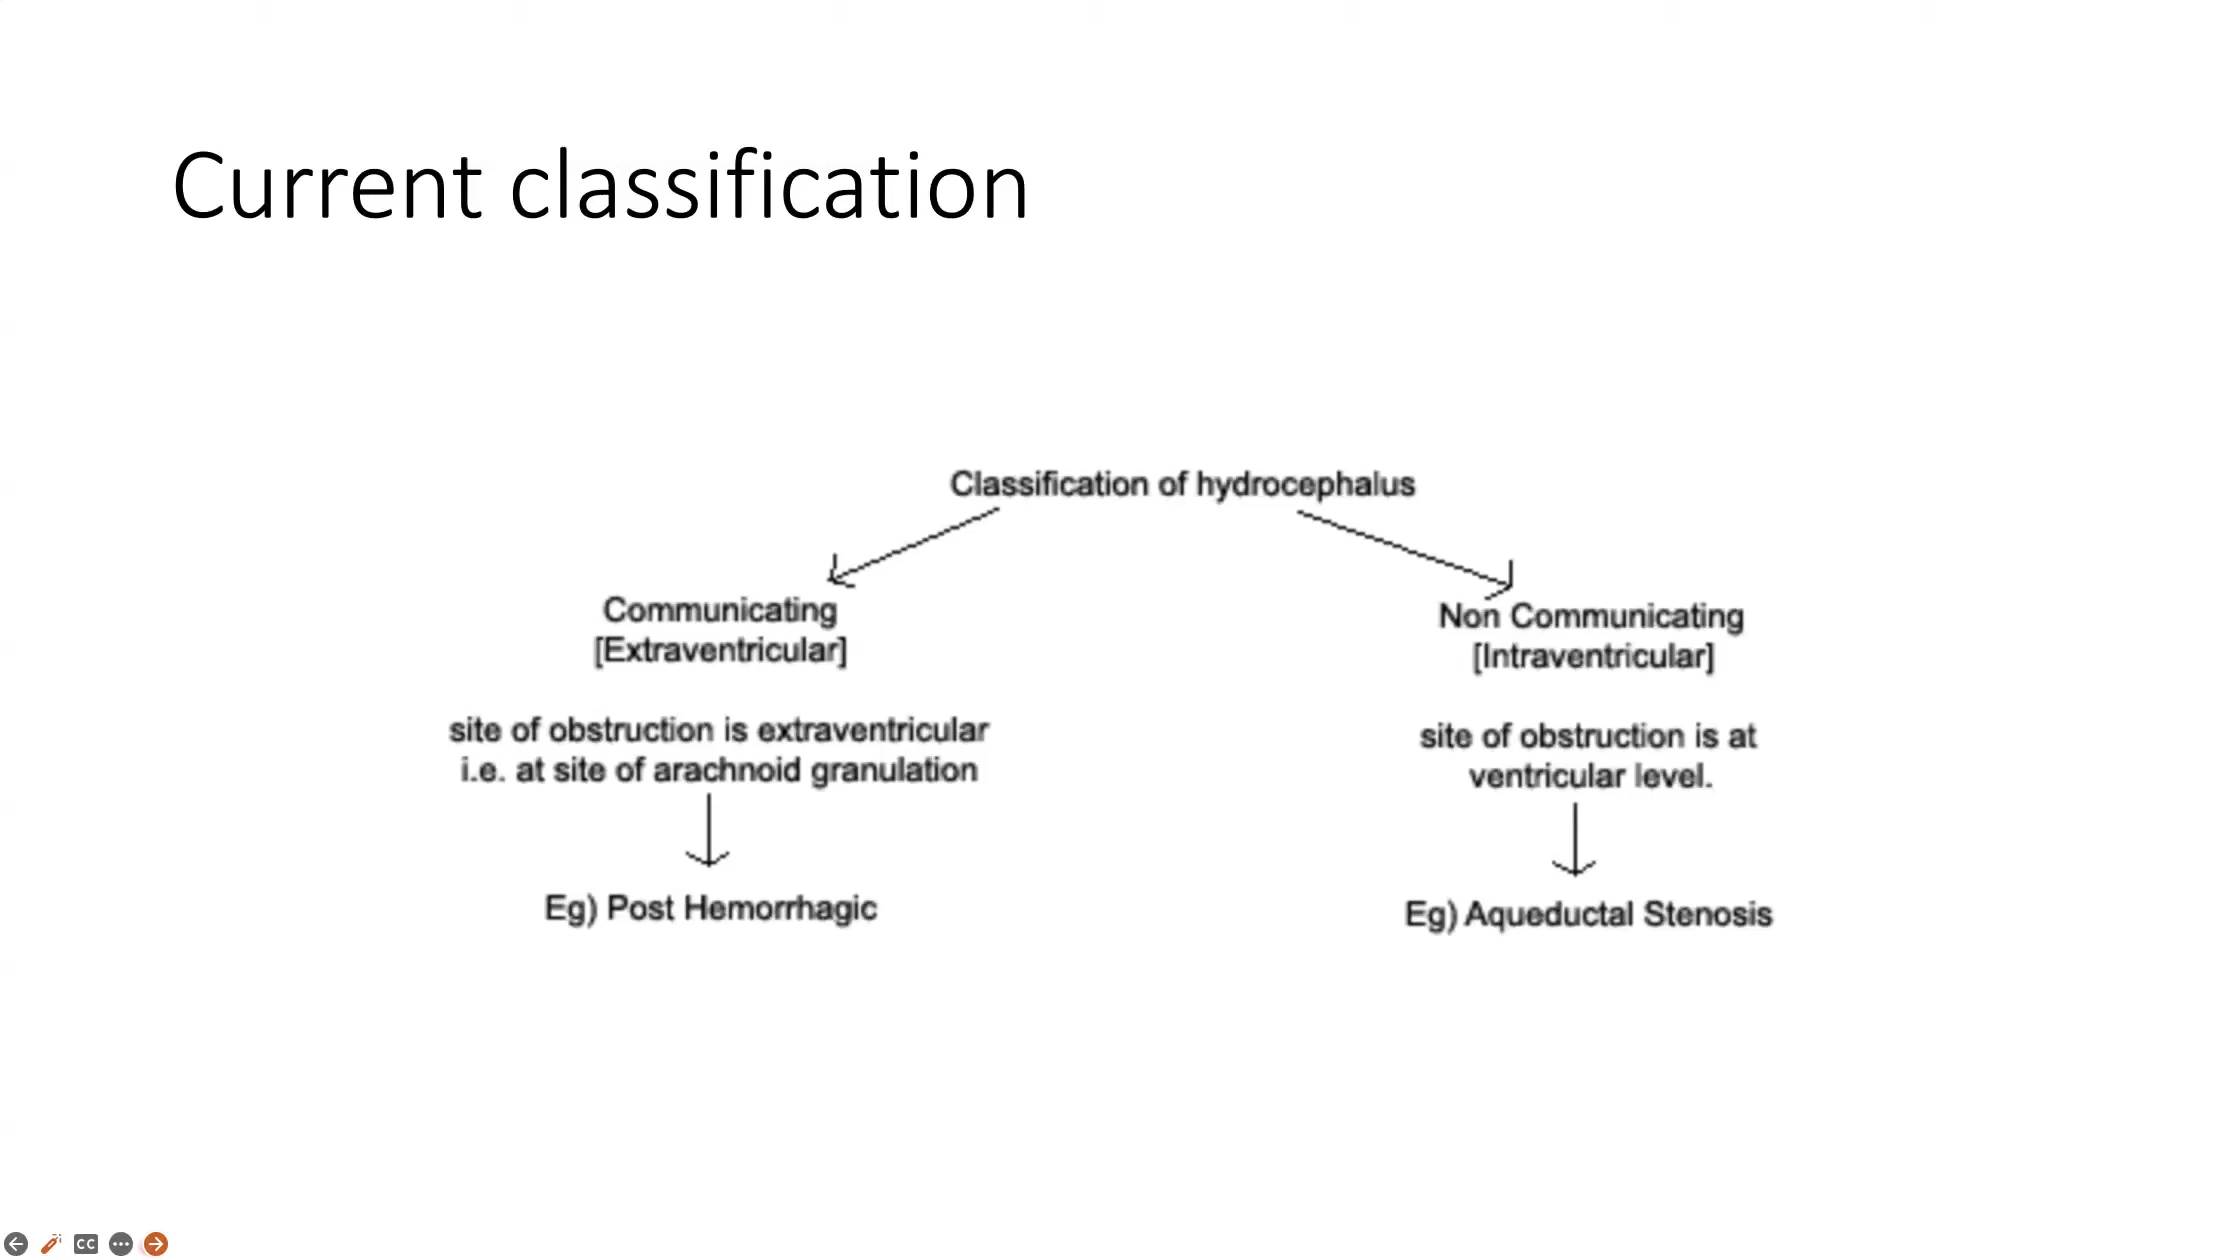 Current classification
Classification of hydrocephalus
Communicating
[Extraventricular]
site of obstruction is extraventricular
i.e. at site of arachnoid granulation
Eg) Post Hemorrhagic
Non Communicating
[Intraventricular]
site of obstruction is at
ventricular level.
Eg) Aqueductal Stenosis
CC